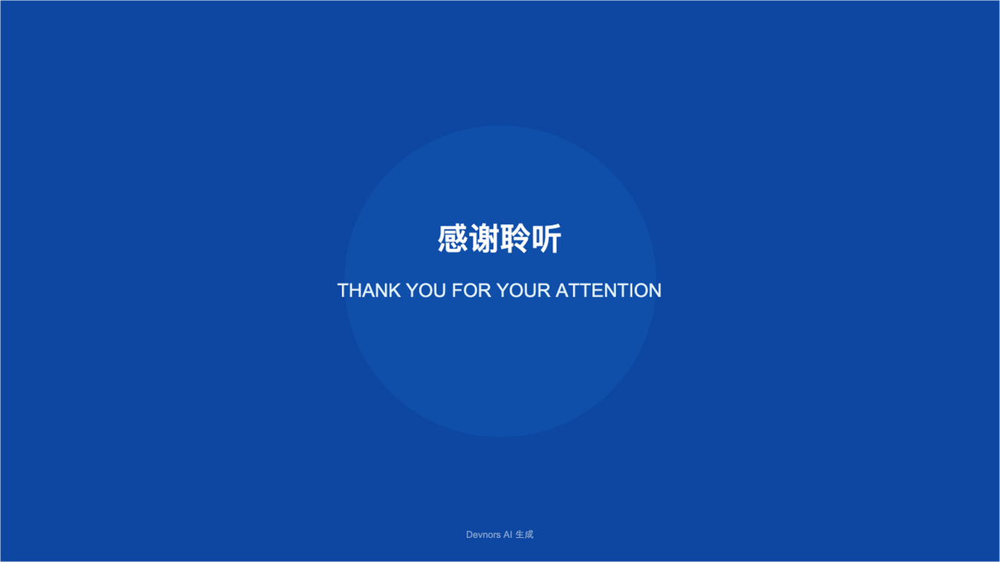 感谢聆听
THANK YOU FOR YOUR ATTENTION
Devnors AI 生成